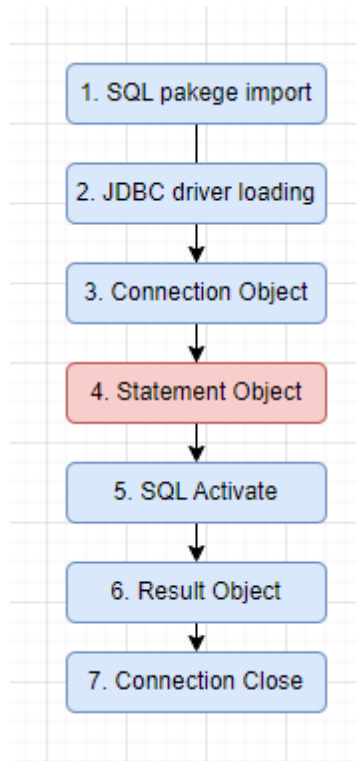 1. SQL pakege import
2. JDBC driver loading
3. Connection Object
4. Statement Object
5. SQL Activate
6. Result Object
7. Connection Close